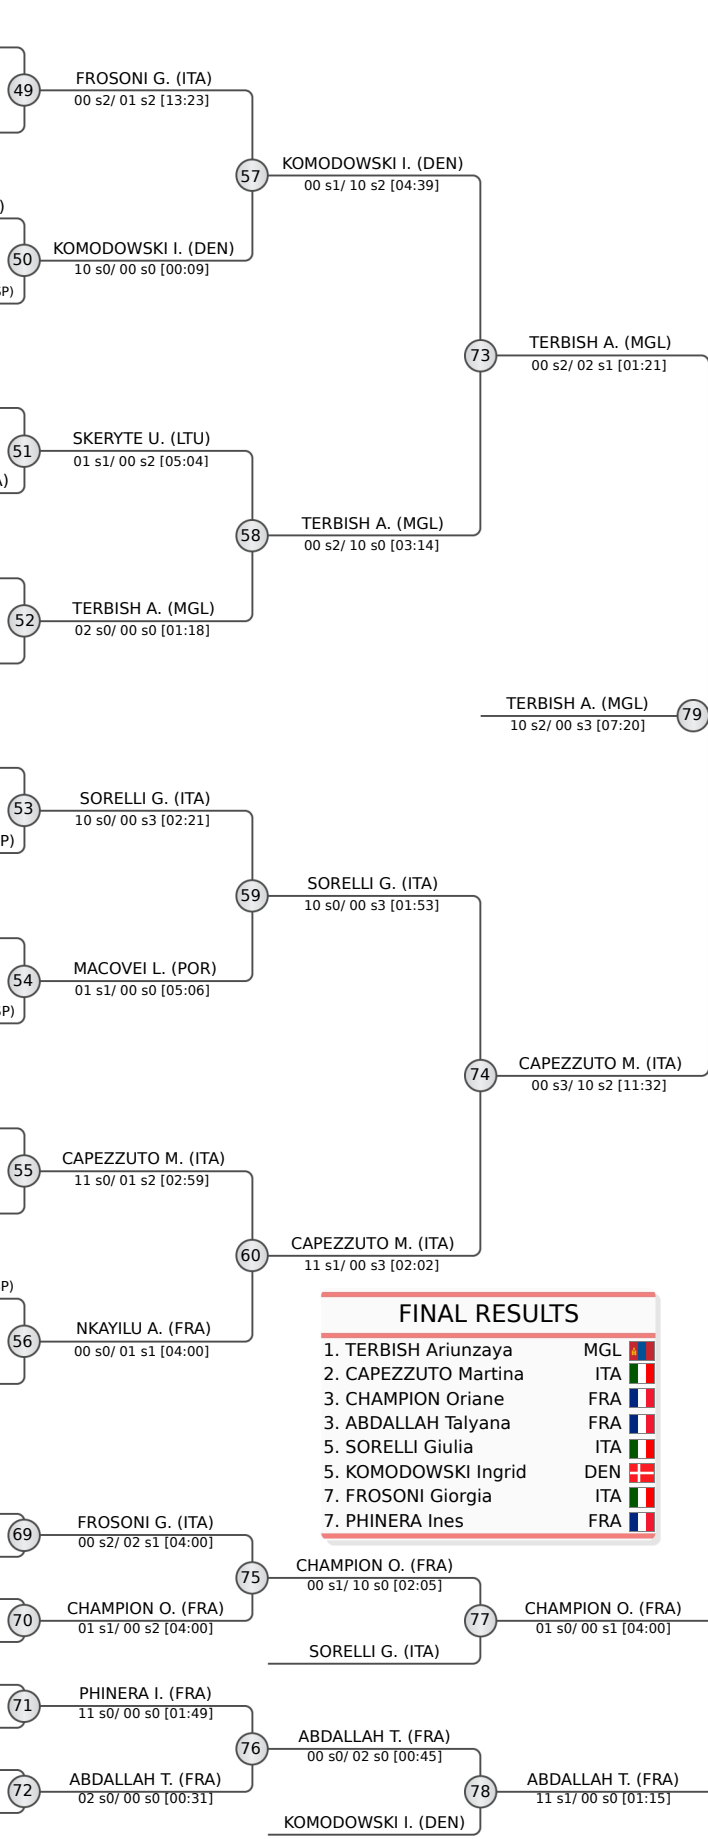 FROSONI G. (ITA)
49
00 s2/ 01 s2 [13:23]
KOMODOWSKI I. (DEN)
57
00 s1/ 10 s2 [04:39]
)
KOMODOWSKI I. (DEN)
50
10 s0/ 00 s0 [00:09]
SP)
TERBISH A. (MGL)
73
00 s2/ 02 s1 [01:21]
SKERYTE U. (LTU)
51
01 s1/ 00 s2 [05:04]
A)
TERBISH A. (MGL)
58
00 s2/ 10 s0 [03:14]
TERBISH A. (MGL)
52
02 s0/ 00 s0 [01:18]
TERBISH A. (MGL)
79
10 s2/ 00 s3 [07:20]
SORELLI G. (ITA)
53
10 s0/ 00 s3 [02:21]
P)
SORELLI G. (ITA)
59
10 s0/ 00 s3 [01:53]
MACOVEI L. (POR)
54
01 s1/ 00 s0 [05:06]
SP)
CAPEZZUTO M. (ITA)
74
00 s3/ 10 s2 [11:32]
CAPEZZUTO M. (ITA)
55
11 s0/ 01 s2 [02:59]
CAPEZZUTO M. (ITA)
60
11 s1/ 00 s3 [02:02]
P)
NKAYILU A. (FRA)
56
00 s0/ 01 s1 [04:00]
FINAL RESULTS
1. TERBISH Ariunzaya MGL
2. CAPEZZUTO Martina ITA
3. CHAMPION Oriane FRA
3. ABDALLAH Talyana FRA
5. SORELLI Giulia ITA
5. KOMODOWSKI Ingrid DEN
7. FROSONI Giorgia ITA
7. PHINERA Ines FRA
FROSONI G. (ITA)
69
00 s2/ 02 s1 [04:00]
CHAMPION O. (FRA)
75
00 s1/ 10 s0 [02:05]
CHAMPION O. (FRA)
70
01 s1/ 00 s2 [04:00]
CHAMPION O. (FRA)
77
01 s0/ 00 s1 [04:00]
SORELLI G. (ITA)
PHINERA I. (FRA)
71
11 s0/ 00 s0 [01:49]
ABDALLAH T. (FRA)
76
00 s0/ 02 s0 [00:45]
ABDALLAH T. (FRA)
72
02 s0/ 00 s0 [00:31]
ABDALLAH T. (FRA)
78
11 s1/ 00 s0 [01:15]
KOMODOWSKI I. (DEN)